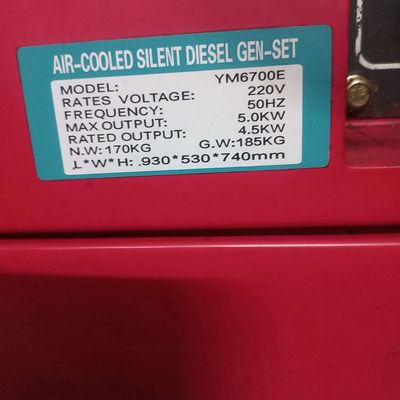 AIR-COOLED SILENT DIESEL GEN-SET
MODEL: YM6700E
RATES VOLTAGE: 220V
FREQUENCY: 50HZ
MAX OUTPUT: 5.0KW
RATED OUTPUT: 4.5KW
N.W: 170KG G.W: 185KG
L*W*H: .930*530*740mm